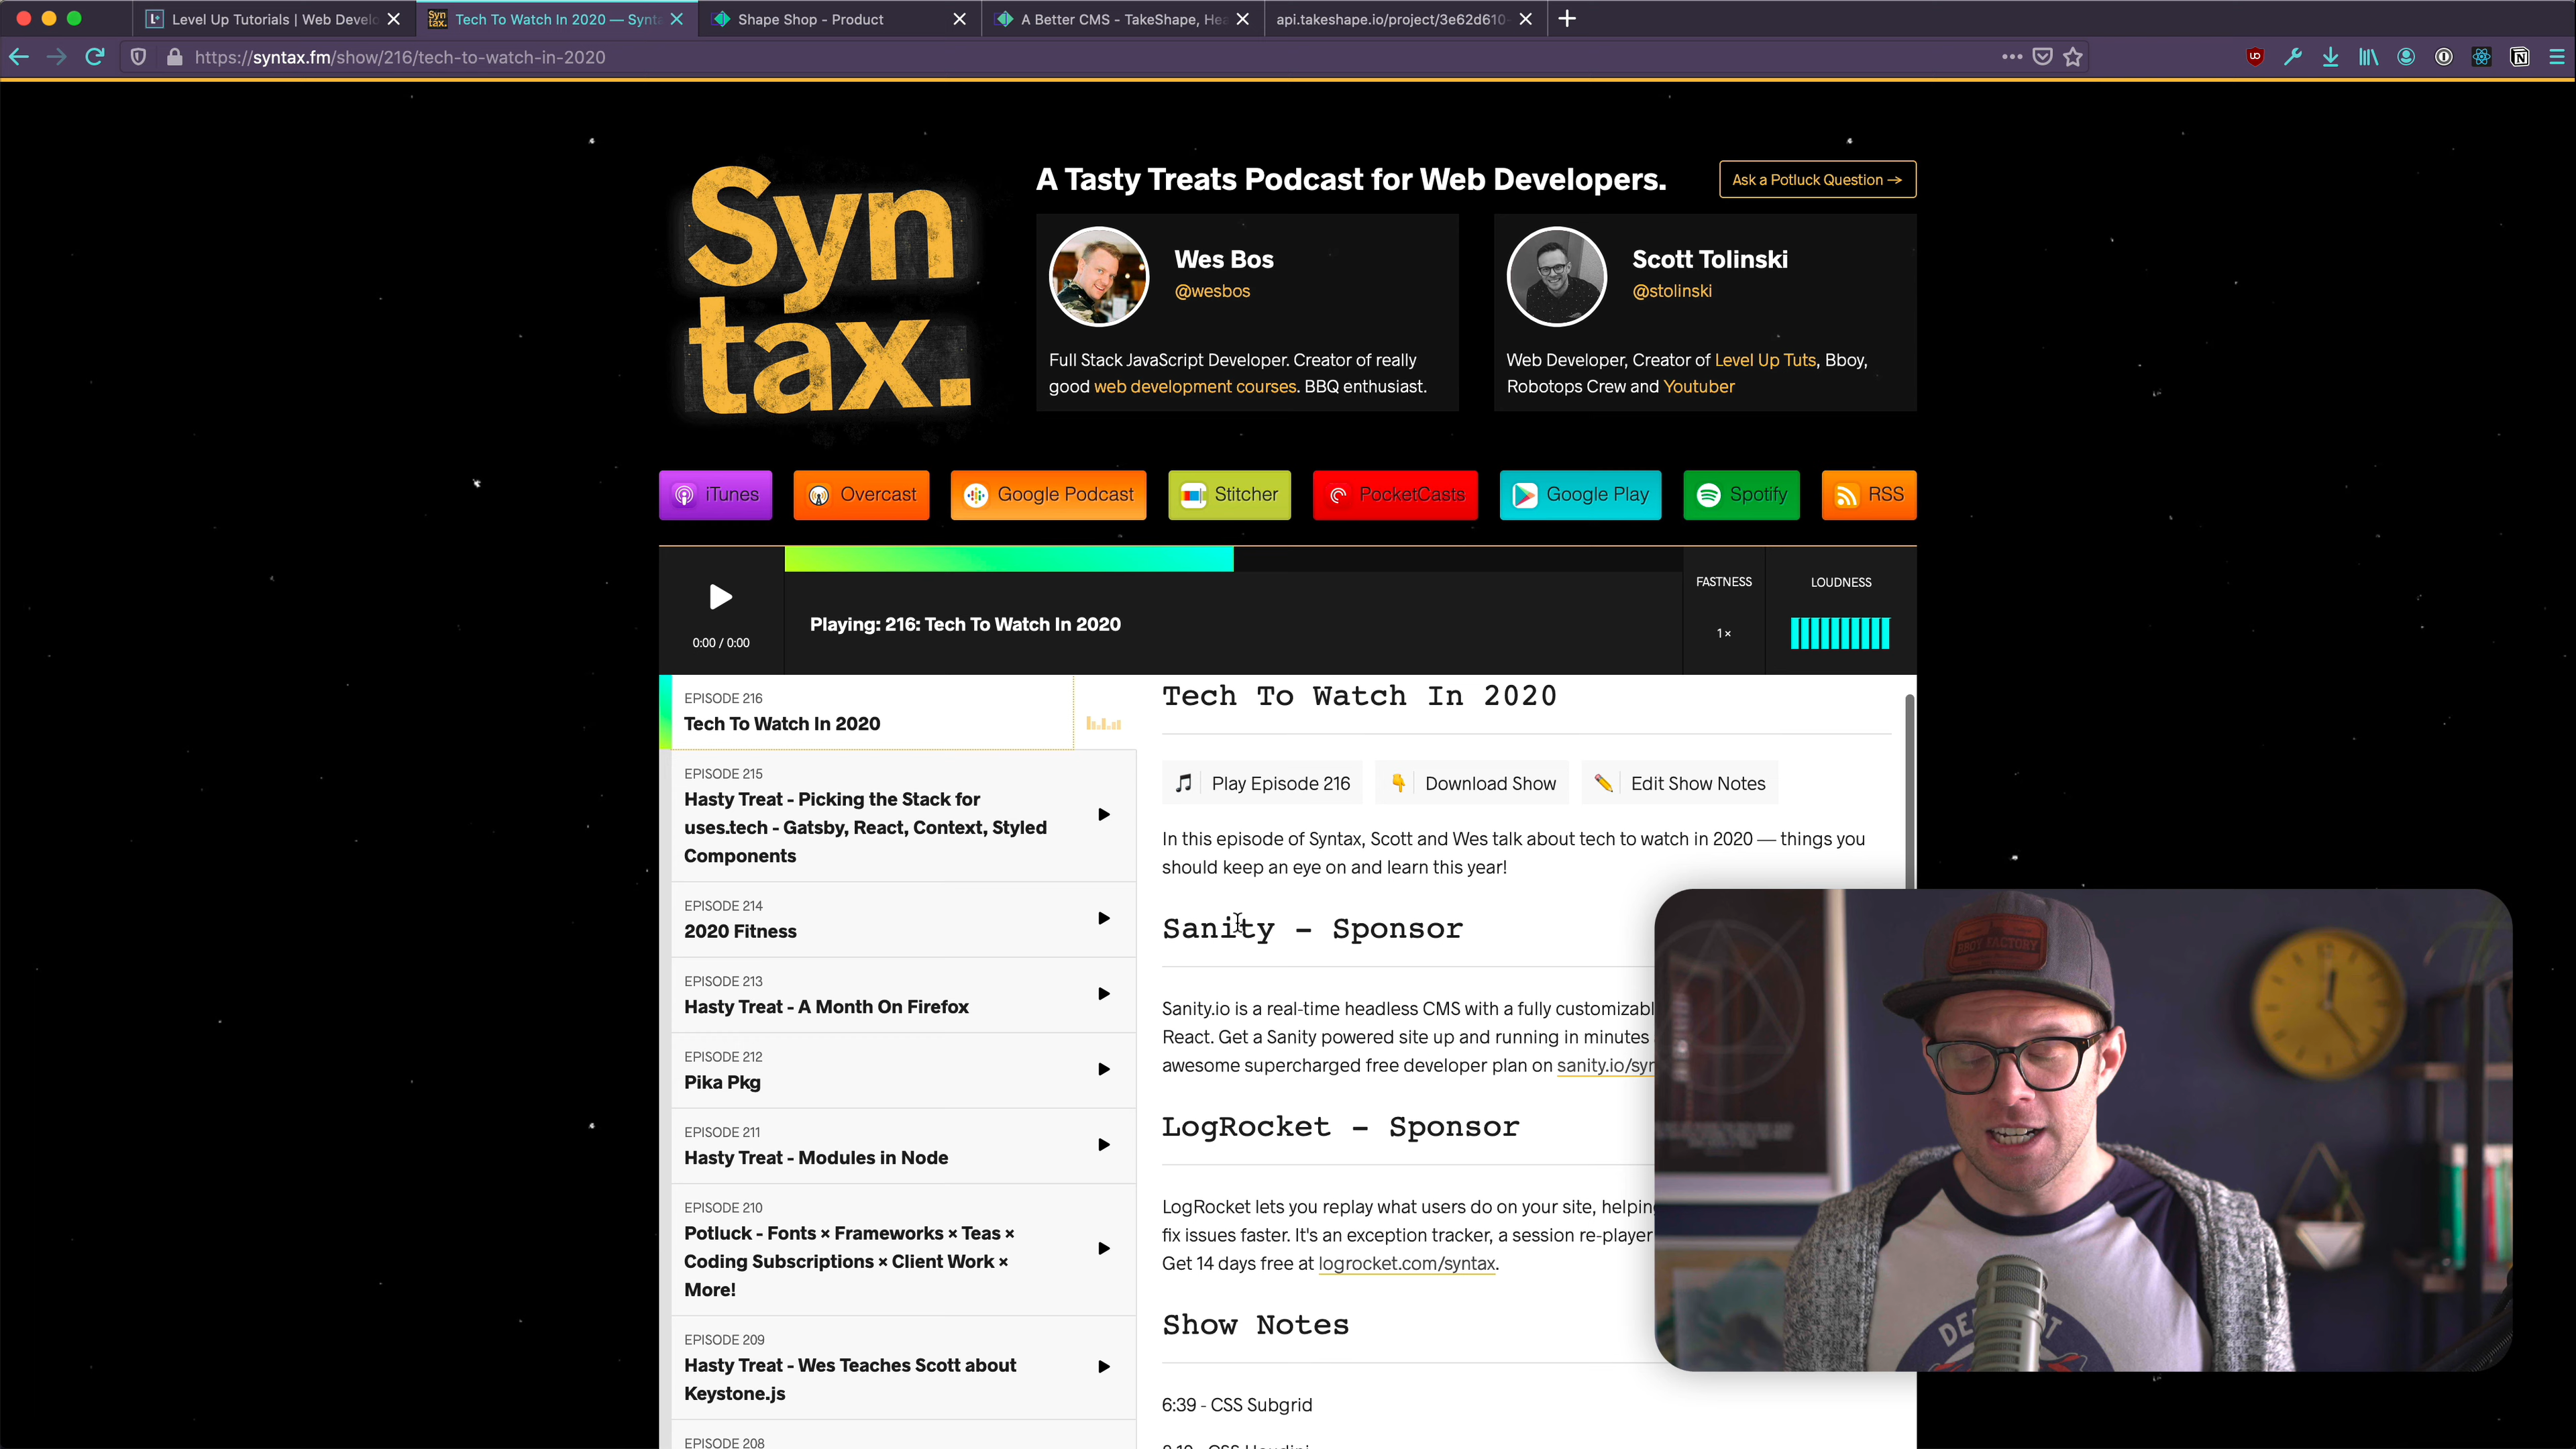 Level Up Tutorials | Web Develo
Tech To Watch In 2020 — Synta
Shape Shop - Product
A Better CMS - TakeShape, Hea
api.takeshape.io/project/3e62d610-
https://syntax.fm/show/216/tech-to-watch-in-2020
Syn
tax.
A Tasty Treats Podcast for Web Developers.
Ask a Potluck Question →
Wes Bos
@wesbos
Full Stack JavaScript Developer. Creator of really
good web development courses. BBQ enthusiast.
Scott Tolinski
@stolinski
Web Developer, Creator of Level Up Tuts, Bboy,
Robotops Crew and Youtuber
iTunes
Overcast
Google Podcast
Stitcher
PocketCasts
Google Play
Spotify
RSS
0:00 / 0:00
Playing: 216: Tech To Watch In 2020
FASTNESS
1×
LOUDNESS
EPISODE 216
Tech To Watch In 2020
EPISODE 215
Hasty Treat - Picking the Stack for
uses.tech - Gatsby, React, Context, Styled
Components
EPISODE 214
2020 Fitness
EPISODE 213
Hasty Treat - A Month On Firefox
EPISODE 212
Pika Pkg
EPISODE 211
Hasty Treat - Modules in Node
EPISODE 210
Potluck - Fonts × Frameworks × Teas ×
Coding Subscriptions × Client Work ×
More!
EPISODE 209
Hasty Treat - Wes Teaches Scott about
Keystone.js
EPISODE 208
Tech To Watch In 2020
Play Episode 216
Download Show
Edit Show Notes
In this episode of Syntax, Scott and Wes talk about tech to watch in 2020 — things you
should keep an eye on and learn this year!
Sanity - Sponsor
Sanity.io is a real-time headless CMS with a fully customizabl
React. Get a Sanity powered site up and running in minutes
awesome supercharged free developer plan on sanity.io/syn
LogRocket - Sponsor
LogRocket lets you replay what users do on your site, helpin
fix issues faster. It's an exception tracker, a session re-player
Get 14 days free at logrocket.com/syntax.
Show Notes
6:39 - CSS Subgrid
BBOY FACTORY